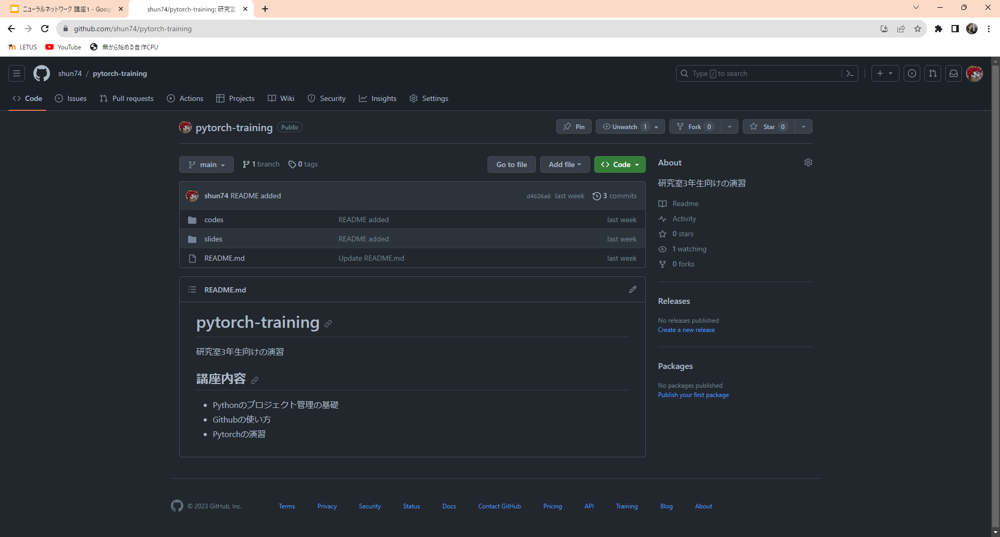 ニューラルネットワーク 講座1 - Goog
shun74/pytorch-training: 研究室
github.com/shun74/pytorch-training
LETUS YouTube 無から始める自作CPU
shun74 / pytorch-training
Type / to search
Code Issues Pull requests Actions Projects Wiki Security Insights Settings
pytorch-training Public
Pin Unwatch 1 Fork 0 Star 0
main 1 branch 0 tags
Go to file Add file Code
shun74 README added d4626a6 last week 3 commits
codes README added last week
slides README added last week
README.md Update README.md last week
README.md
pytorch-training
研究室3年生向けの演習
講座内容
Pythonのプロジェクト管理の基礎
Githubの使い方
Pytorchの演習
About
研究室3年生向けの演習
Readme
Activity
0 stars
1 watching
0 forks
Releases
No releases published
Create a new release
Packages
No packages published
Publish your first package
© 2023 GitHub, Inc. Terms Privacy Security Status Docs Contact GitHub Pricing API Training Blog About